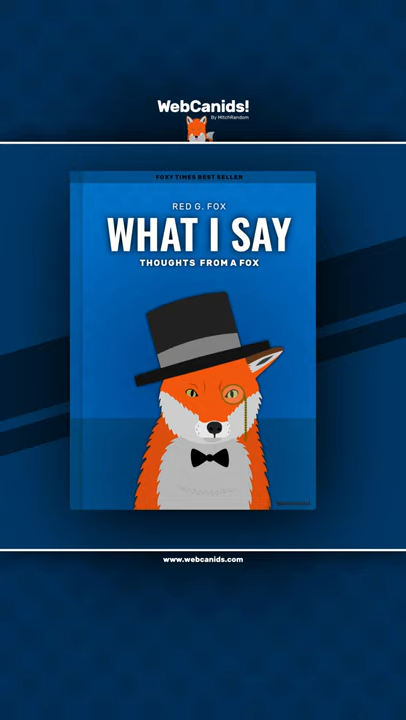 WebCanids!
By MitchRandom
FOXY TIMES BEST SELLER
RED G. FOX
WHAT I SAY
THOUGHTS FROM A FOX
www.webcanids.com